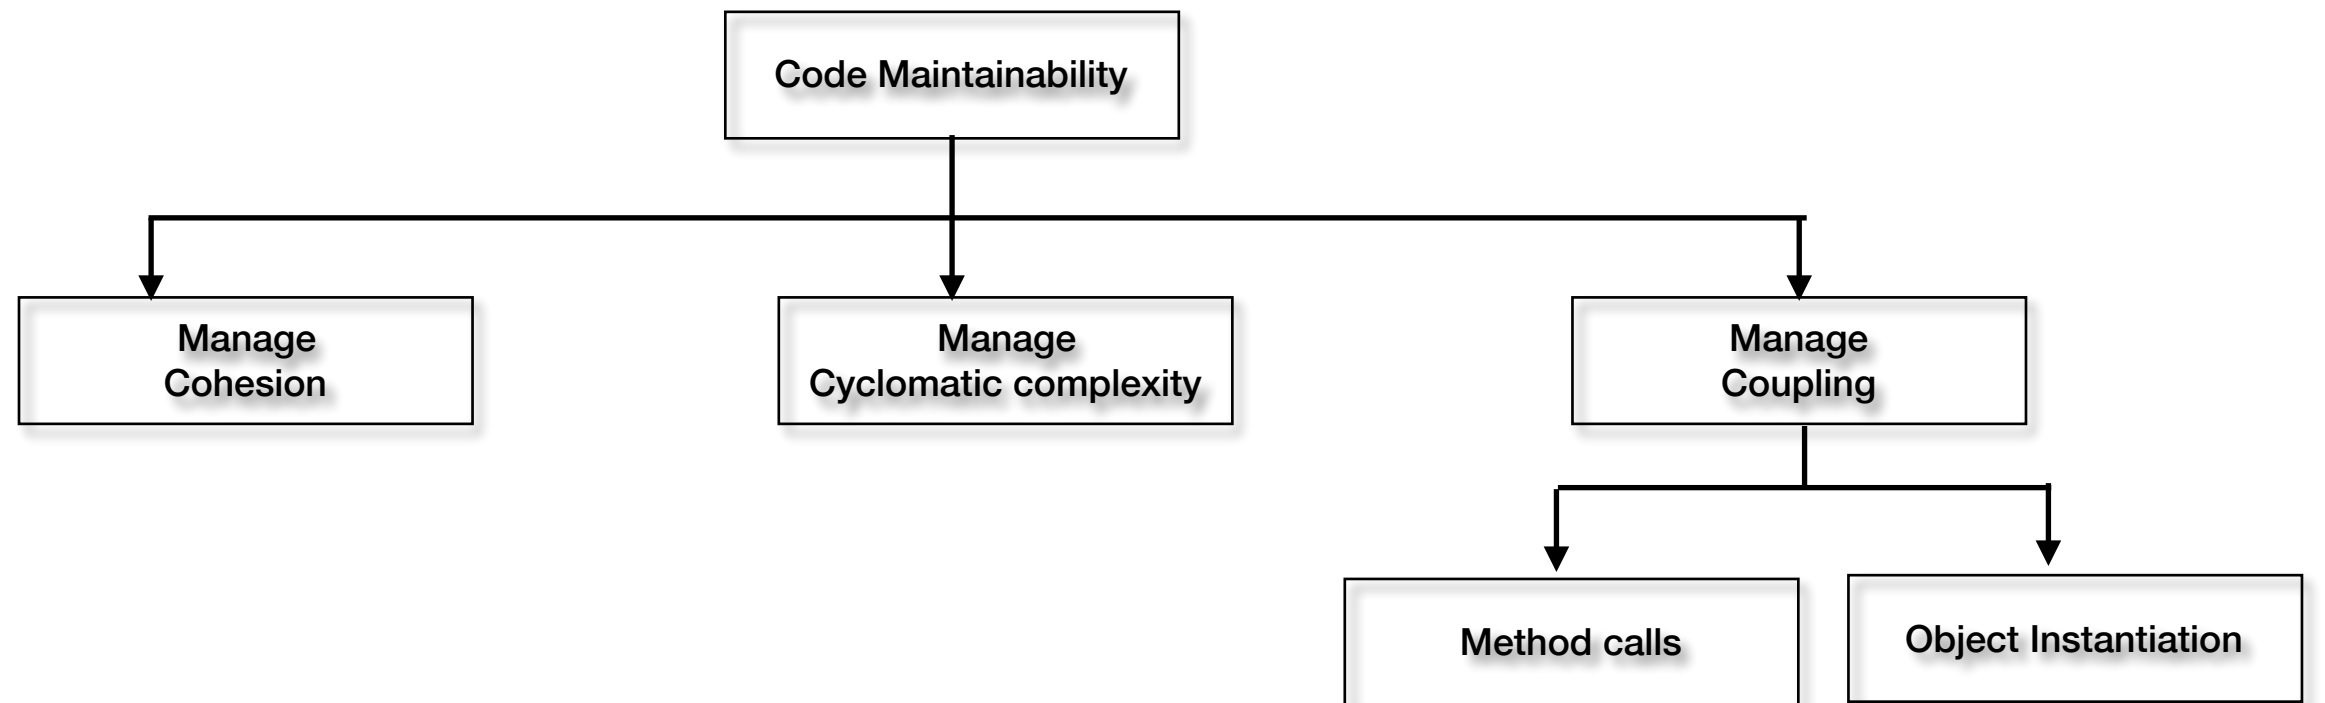 Code Maintainability
Manage
Cohesion
Manage
Cyclomatic complexity
Manage
Coupling
Method calls
Object Instantiation